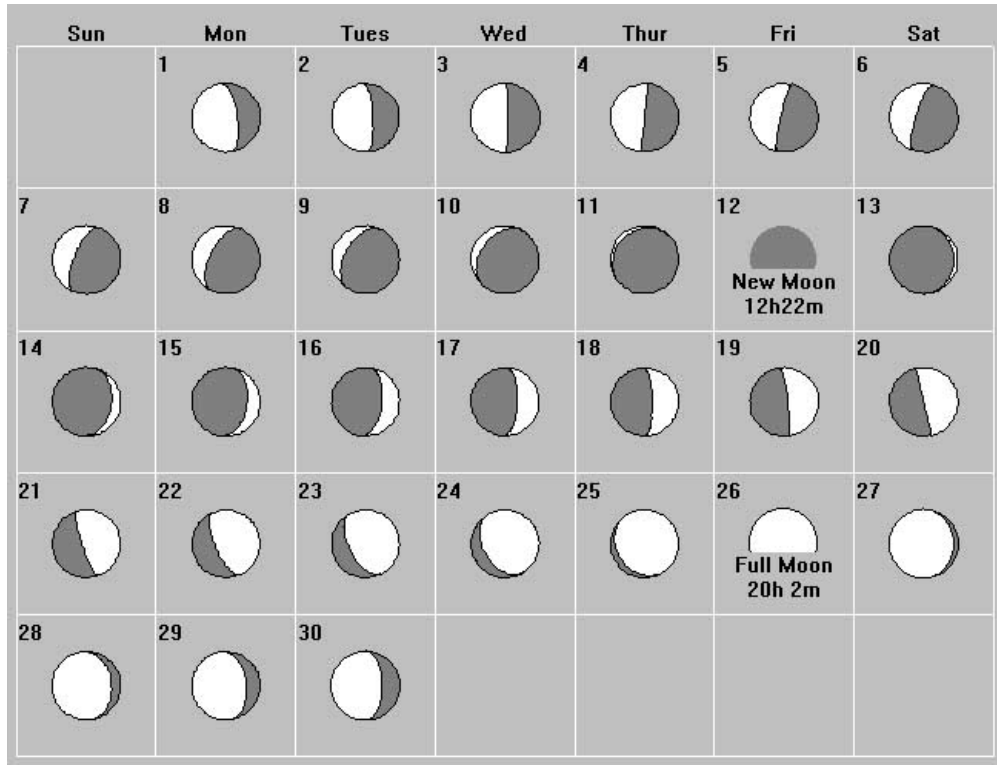 Sun Mon Tues Wed Thur Fri Sat
1 2 3 4 5 6
7 8 9 10 11 12 13
New Moon
12h22m
14 15 16 17 18 19 20
21 22 23 24 25 26 27
Full Moon
20h 2m
28 29 30